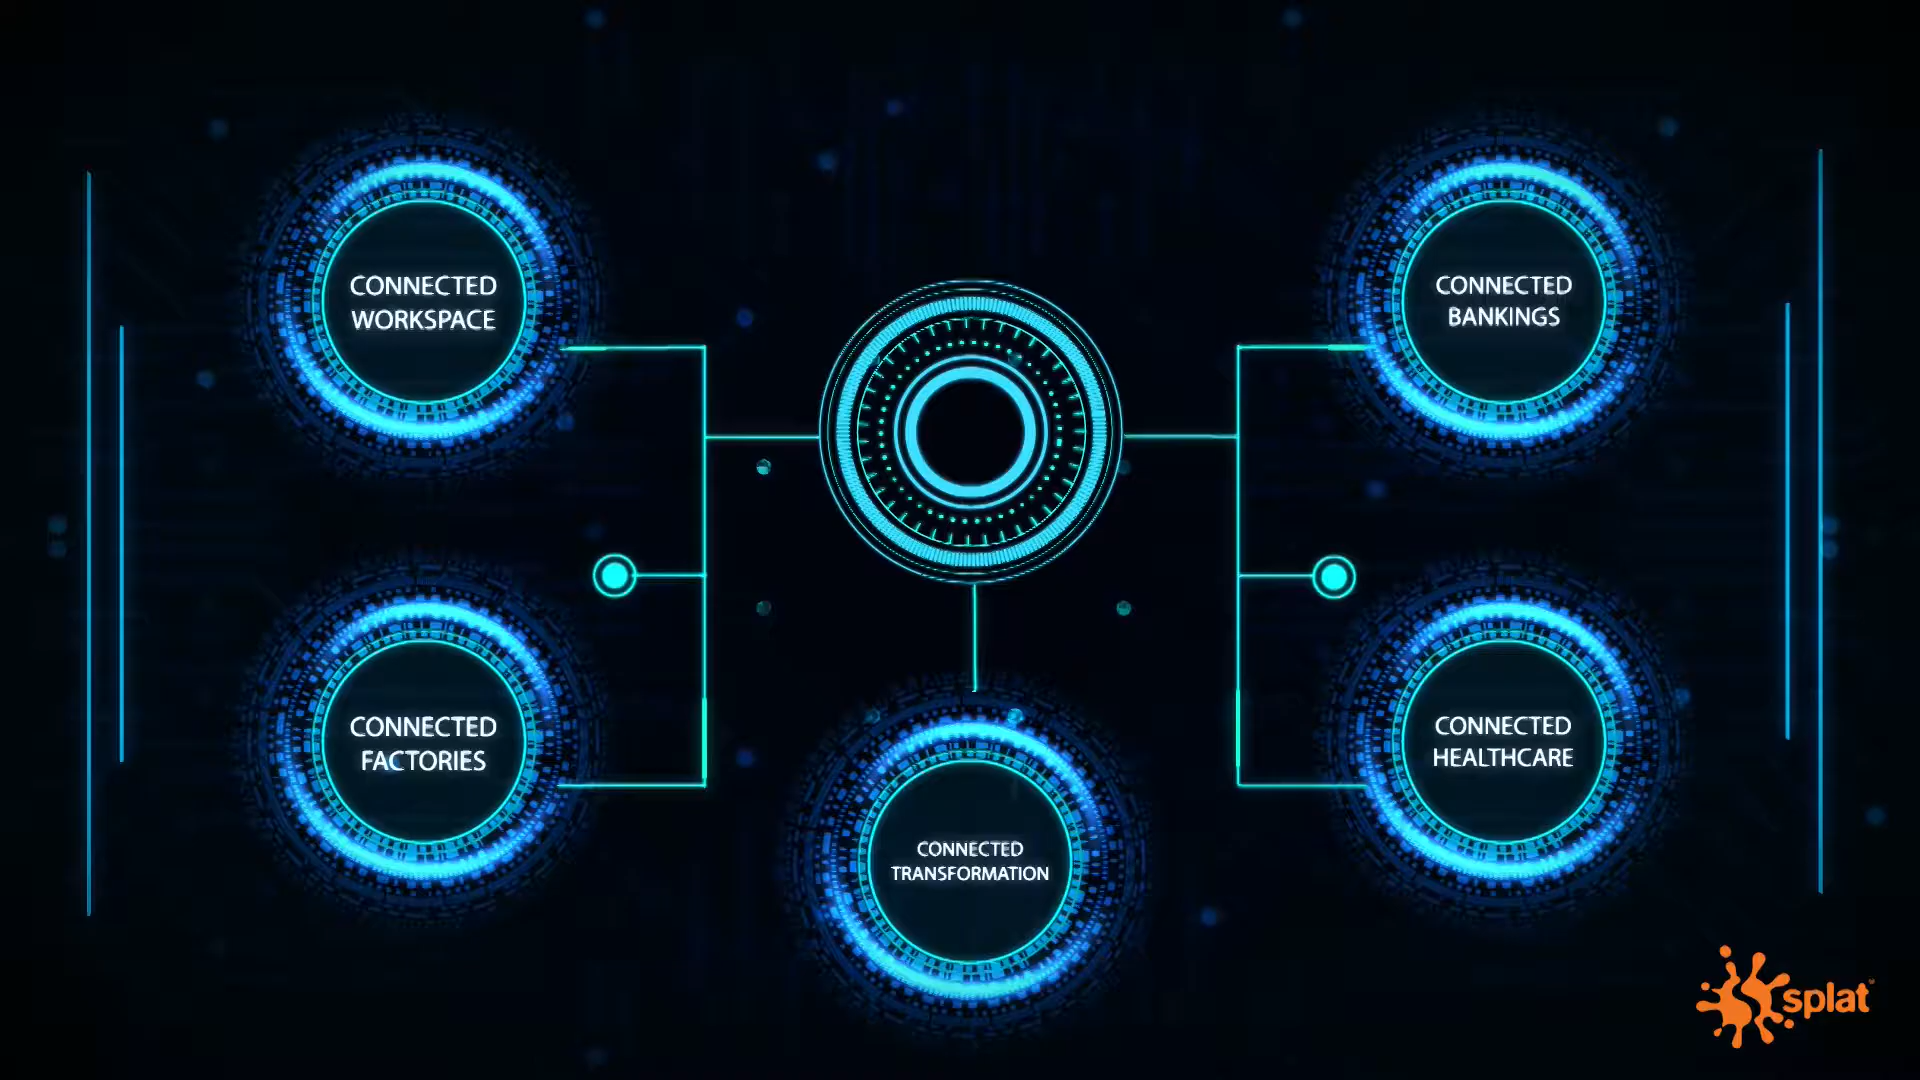 CONNECTED
WORKSPACE
CONNECTED
BANKINGS
CONNECTED
FACTORIES
CONNECTED
HEALTHCARE
CONNECTED
TRANSFORMATION
splat